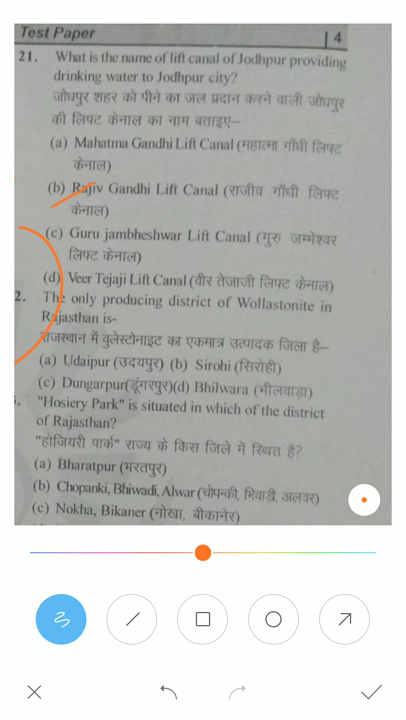 Test Paper 4
21. What is the name of lift canal of Jodhpur providing
drinking water to Jodhpur city?
जोधपुर शहर को पीने का जल प्रदान करने वाली जोधपुर
की लिफ्ट केनाल का नाम बताइए–
(a) Mahatma Gandhi Lift Canal (महात्मा गाँधी लिफ्ट
केनाल)
(b) Rajiv Gandhi Lift Canal (राजीव गाँधी लिफ्ट
केनाल)
(c) Guru jambheshwar Lift Canal (गुरु जम्भेश्वर
लिफ्ट केनाल)
(d) Veer Tejaji Lift Canal (वीर तेजाजी लिफ्ट केनाल)
2. The only producing district of Wollastonite in
Rajasthan is-
राजस्थान में वुलेस्टोनाइट का एकमात्र उत्पादक जिला है–
(a) Udaipur (उदयपुर) (b) Sirohi (सिरोही)
(c) Dungarpur(डूंगरपुर)(d) Bhilwara (भीलवाड़ा)
"Hosiery Park" is situated in which of the district
of Rajasthan?
"होजियरी पार्क" राज्य के किस जिले में स्थित है?
(a) Bharatpur (भरतपुर)
(b) Chopanki, Bhiwadi, Alwar (चोपन्की, भिवाड़ी, अलवर)
(c) Nokha, Bikaner (नोखा, बीकानेर)